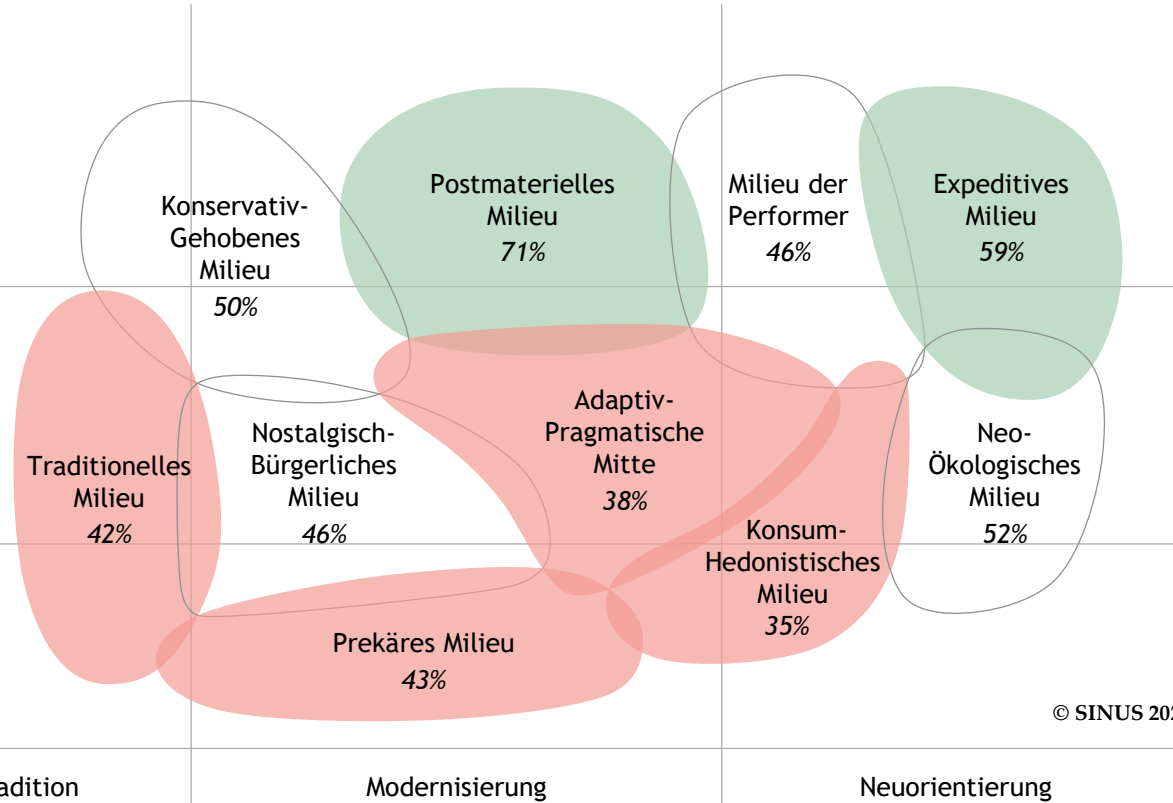 Konservativ-
Gehobenes
Milieu
50%
Postmaterielles
Milieu
71%
Milieu der
Performer
46%
Expeditives
Milieu
59%
Traditionelles
Milieu
42%
Nostalgisch-
Bürgerliches
Milieu
46%
Adaptiv-
Pragmatische
Mitte
38%
Konsum-
Hedonistisches
Milieu
35%
Neo-
Ökologisches
Milieu
52%
Prekäres Milieu
43%
© SINUS 202
adition
Modernisierung
Neuorientierung